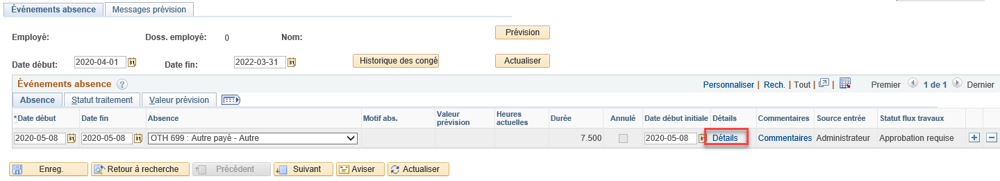 Événements absence Messages prévision
Employé: Doss. employé: 0 Nom: Prévision
Date début: 2020-04-01 Date fin: 2022-03-31 Historique des congé Actualiser
Événements absence Personnaliser | Rech. | Tout | | Premier 1 de 1 Dernier
Absence Statut traitement Valeur prévision
*Date début Date fin Absence Motif abs. Valeur prévision Heures actuelles Durée Annulé Date début initiale Détails Commentaires Source entrée Statut flux travaux
2020-05-08 2020-05-08 OTH 699 : Autre payé - Autre 7.500 2020-05-08 Détails Commentaires Administrateur Approbation requise
Enreg. Retour à recherche Précédent Suivant Aviser Actualiser